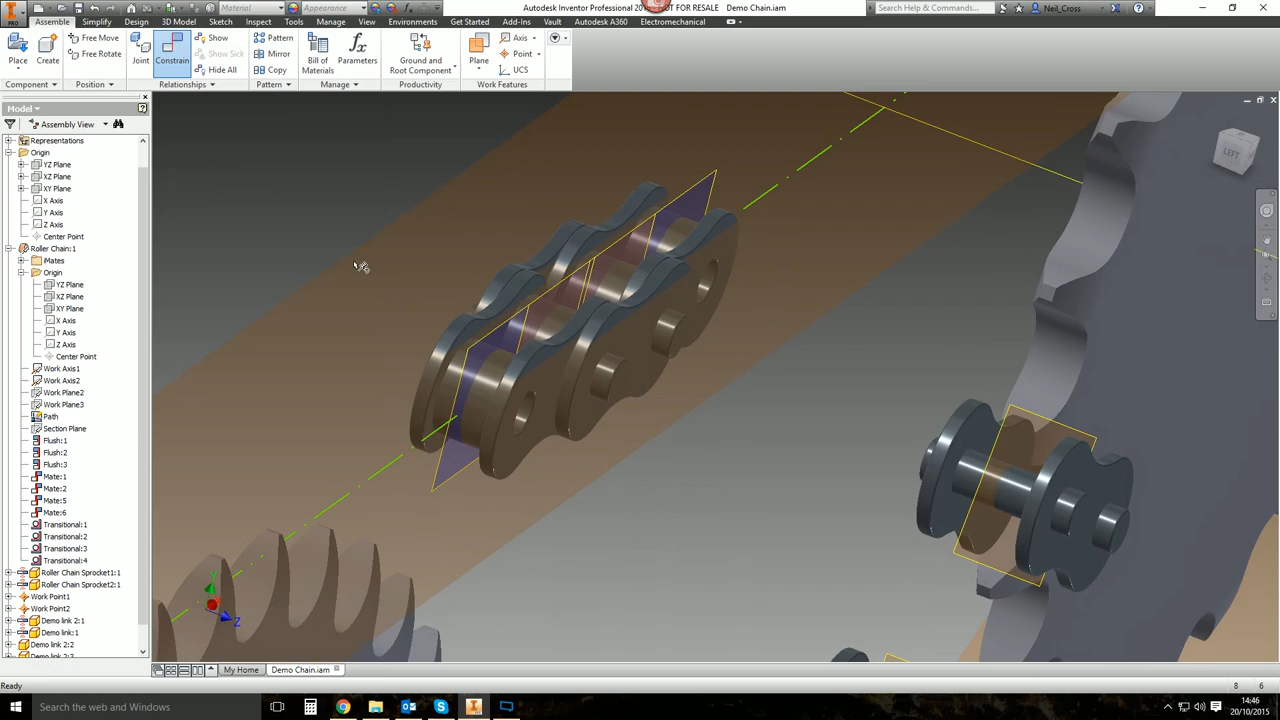 Material
Appearance
Autodesk Inventor Professional 20
T FOR RESALE Demo Chain.iam
Search Help & Commands...
Neil_Cross
PRO
Assemble Simplify Design 3D Model Sketch Inspect Tools Manage View Environments Get Started Add-Ins Vault Autodesk A360 Electromechanical
Free Move Show Pattern Axis
Free Rotate Show Sick Mirror Point
Place Create Joint Constrain Hide All Copy Bill of Materials Parameters Ground and Root Component Plane UCS
Component Position Relationships Pattern Manage Productivity Work Features
Model
Assembly View
Representations
Origin
YZ Plane
XZ Plane
XY Plane
X Axis
Y Axis
Z Axis
Center Point
Roller Chain:1
iMates
Origin
YZ Plane
XZ Plane
XY Plane
X Axis
Y Axis
Z Axis
Center Point
Work Axis1
Work Axis2
Work Plane2
Work Plane3
Path
Section Plane
Flush:1
Flush:2
Flush:3
Mate:1
Mate:2
Mate:5
Mate:6
Transitional:1
Transitional:2
Transitional:3
Transitional:4
Roller Chain Sprocket1:1
Roller Chain Sprocket2:1
Work Point1
Work Point2
Demo link 2:1
Demo link:1
Demo link 2:2
LEFT
Y
Z
My Home Demo Chain.iam
Ready
8 6
Search the web and Windows
14:46
20/10/2015